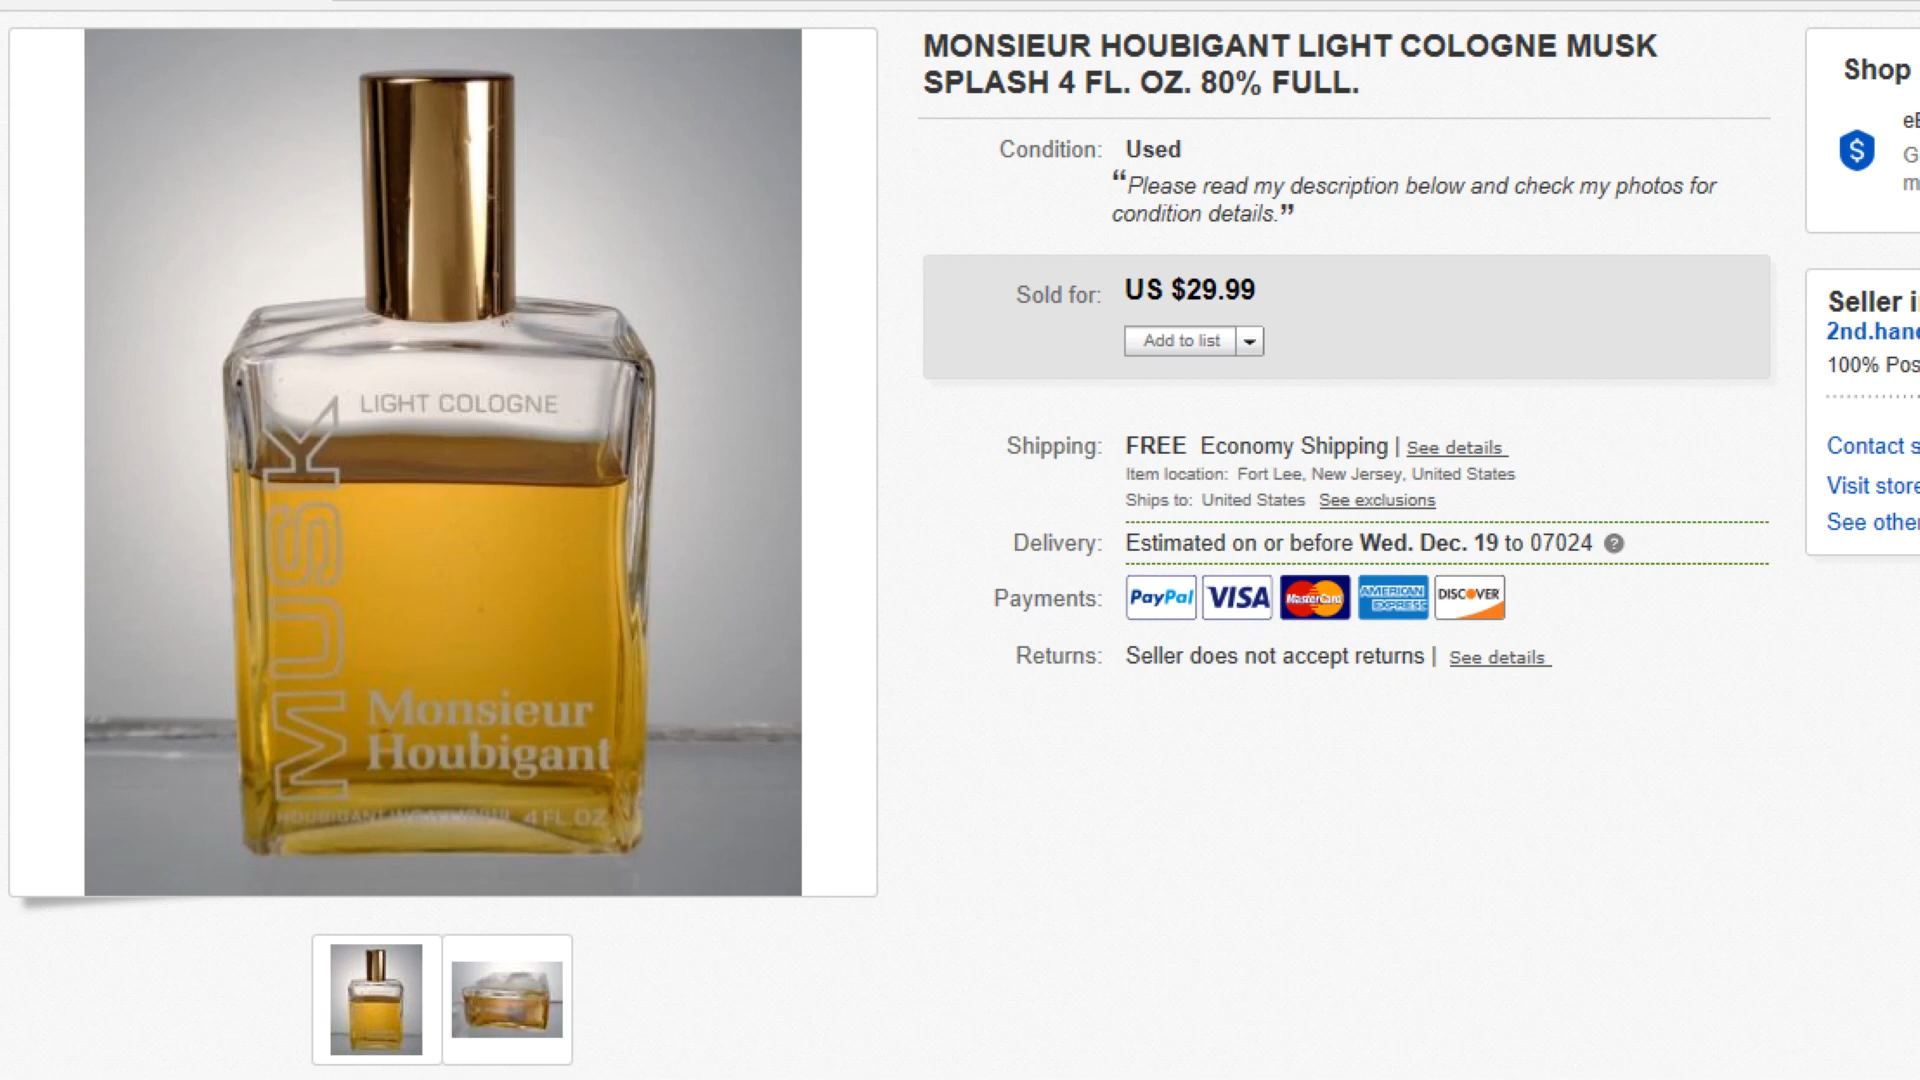 LIGHT COLOGNE
MUSK
Monsieur
Houbigant
4 FL OZ
MONSIEUR HOUBIGANT LIGHT COLOGNE MUSK
SPLASH 4 FL. OZ. 80% FULL.
Condition: Used
“Please read my description below and check my photos for
condition details.”
Sold for: US $29.99
Add to list
Shipping: FREE Economy Shipping | See details
Item location: Fort Lee, New Jersey, United States
Ships to: United States See exclusions
Delivery: Estimated on or before Wed. Dec. 19 to 07024 ?
Payments: PayPal VISA MasterCard AMERICAN EXPRESS DISCOVER
Returns: Seller does not accept returns | See details
Shop
$
Seller i
2nd.hand
100% Pos
Contact s
Visit store
See other